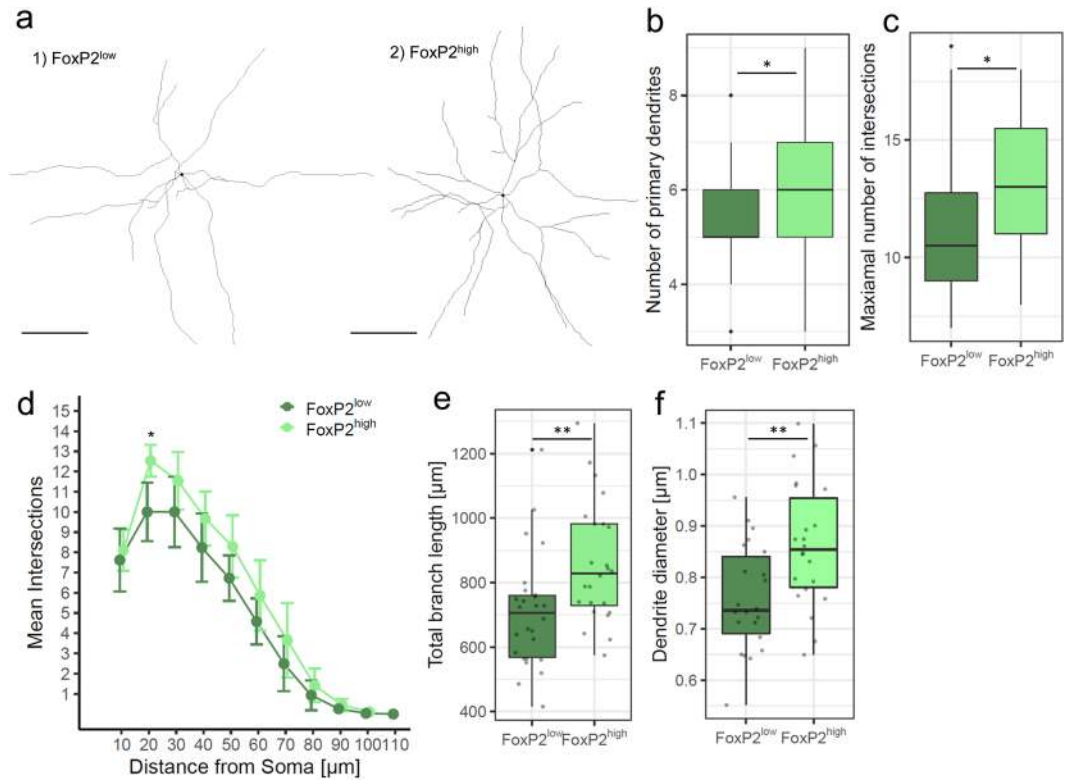 a
1) FoxP2low
2) FoxP2high
b
Number of primary dendrites
8
6
4
*
FoxP2low
FoxP2high
c
Maxiamal number of intersections
15
10
*
FoxP2low
FoxP2high
d
Mean Intersections
15
14
13
12
11
10
9
8
7
6
5
4
3
2
1
*
FoxP2low
FoxP2high
10 20 30 40 50 60 70 80 90 100 110
Distance from Soma [µm]
e
Total branch length [µm]
1200
1000
800
600
400
**
FoxP2low FoxP2high
f
Dendrite diameter [µm]
1.1
1.0
0.9
0.8
0.7
0.6
**
FoxP2low FoxP2high